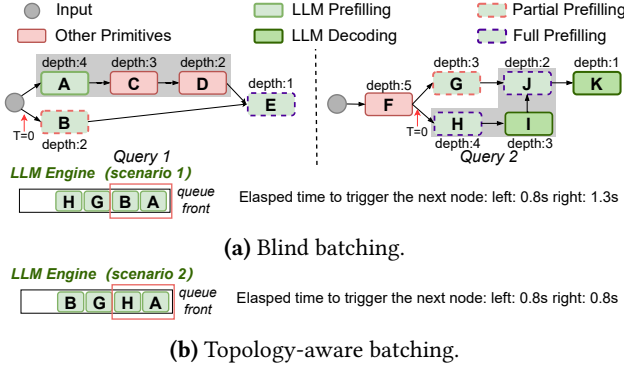 Input
LLM Prefilling
Partial Prefilling
Other Primitives
LLM Decoding
Full Prefilling
depth:4
depth:3
depth:2
A
C
D
depth:1
E
T=0
B
depth:2
Query 1
depth:5
F
T=0
depth:3
G
depth:2
J
depth:1
K
H
I
depth:4
depth:3
Query 2
LLM Engine (scenario 1)
H G B A
queue
front
Elasped time to trigger the next node: left: 0.8s right: 1.3s
(a) Blind batching.
LLM Engine (scenario 2)
B G H A
queue
front
Elasped time to trigger the next node: left: 0.8s right: 0.8s
(b) Topology-aware batching.